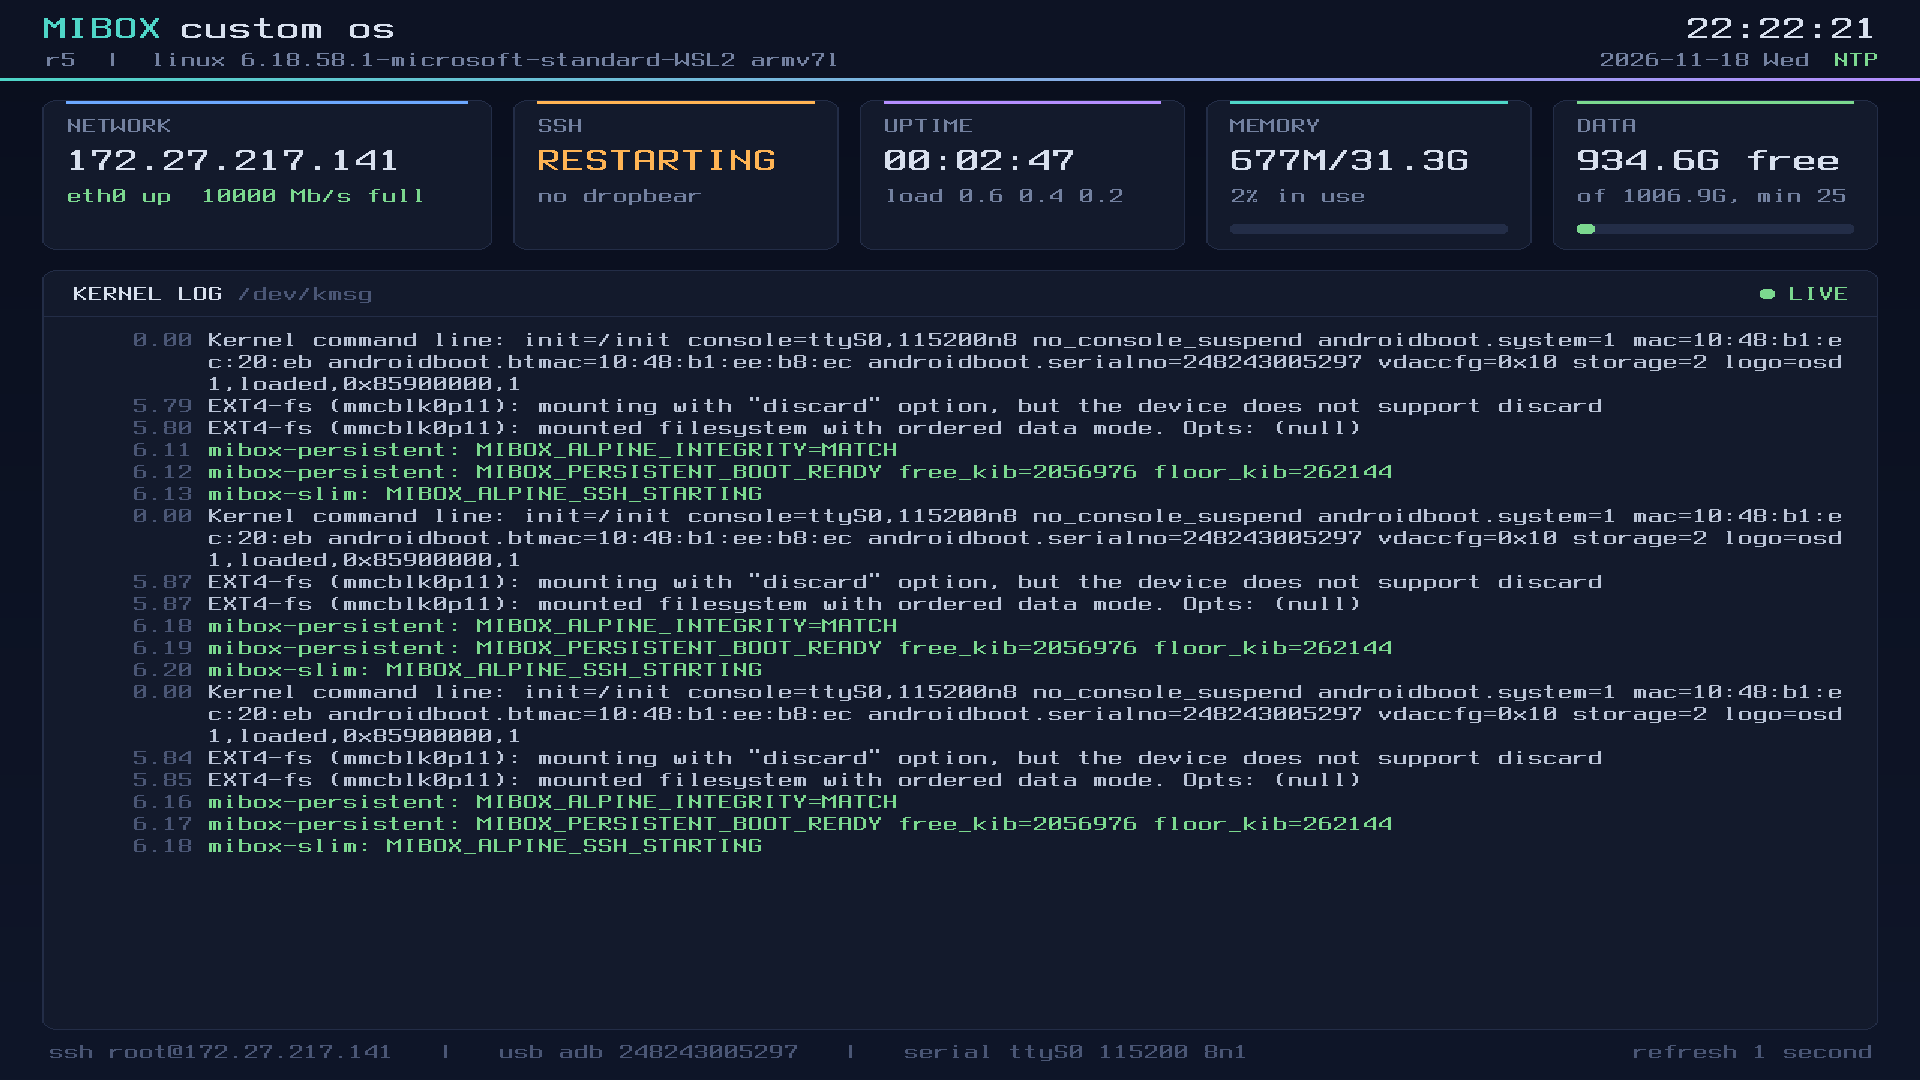 MIBOX custom os
22:22:21
r5 | linux 6.18.58.1-microsoft-standard-WSL2 armv7l
2026-11-18 Wed NTP
NETWORK
172.27.217.141
eth0 up 10000 Mb/s full
SSH
RESTARTING
no dropbear
UPTIME
00:02:47
load 0.6 0.4 0.2
MEMORY
677M/31.3G
2% in use
DATA
934.6G free
of 1006.9G, min 25
KERNEL LOG /dev/kmsg
LIVE
0.00 Kernel command line: init=/init console=ttyS0,115200n8 no_console_suspend androidboot.system=1 mac=10:48:b1:e
c:20:eb androidboot.btmac=10:48:b1:ee:b8:ec androidboot.serialno=248243005297 vdaccfg=0x10 storage=2 logo=osd
1,loaded,0x85900000,1
5.79 EXT4-fs (mmcblk0p11): mounting with "discard" option, but the device does not support discard
5.80 EXT4-fs (mmcblk0p11): mounted filesystem with ordered data mode. Opts: (null)
6.11 mibox-persistent: MIBOX_ALPINE_INTEGRITY=MATCH
6.12 mibox-persistent: MIBOX_PERSISTENT_BOOT_READY free_kib=2056976 floor_kib=262144
6.13 mibox-slim: MIBOX_ALPINE_SSH_STARTING
0.00 Kernel command line: init=/init console=ttyS0,115200n8 no_console_suspend androidboot.system=1 mac=10:48:b1:e
c:20:eb androidboot.btmac=10:48:b1:ee:b8:ec androidboot.serialno=248243005297 vdaccfg=0x10 storage=2 logo=osd
1,loaded,0x85900000,1
5.87 EXT4-fs (mmcblk0p11): mounting with "discard" option, but the device does not support discard
5.87 EXT4-fs (mmcblk0p11): mounted filesystem with ordered data mode. Opts: (null)
6.18 mibox-persistent: MIBOX_ALPINE_INTEGRITY=MATCH
6.19 mibox-persistent: MIBOX_PERSISTENT_BOOT_READY free_kib=2056976 floor_kib=262144
6.20 mibox-slim: MIBOX_ALPINE_SSH_STARTING
0.00 Kernel command line: init=/init console=ttyS0,115200n8 no_console_suspend androidboot.system=1 mac=10:48:b1:e
c:20:eb androidboot.btmac=10:48:b1:ee:b8:ec androidboot.serialno=248243005297 vdaccfg=0x10 storage=2 logo=osd
1,loaded,0x85900000,1
5.84 EXT4-fs (mmcblk0p11): mounting with "discard" option, but the device does not support discard
5.85 EXT4-fs (mmcblk0p11): mounted filesystem with ordered data mode. Opts: (null)
6.16 mibox-persistent: MIBOX_ALPINE_INTEGRITY=MATCH
6.17 mibox-persistent: MIBOX_PERSISTENT_BOOT_READY free_kib=2056976 floor_kib=262144
6.18 mibox-slim: MIBOX_ALPINE_SSH_STARTING
ssh root@172.27.217.141 | usb adb 248243005297 | serial ttyS0 115200 8n1
refresh 1 second